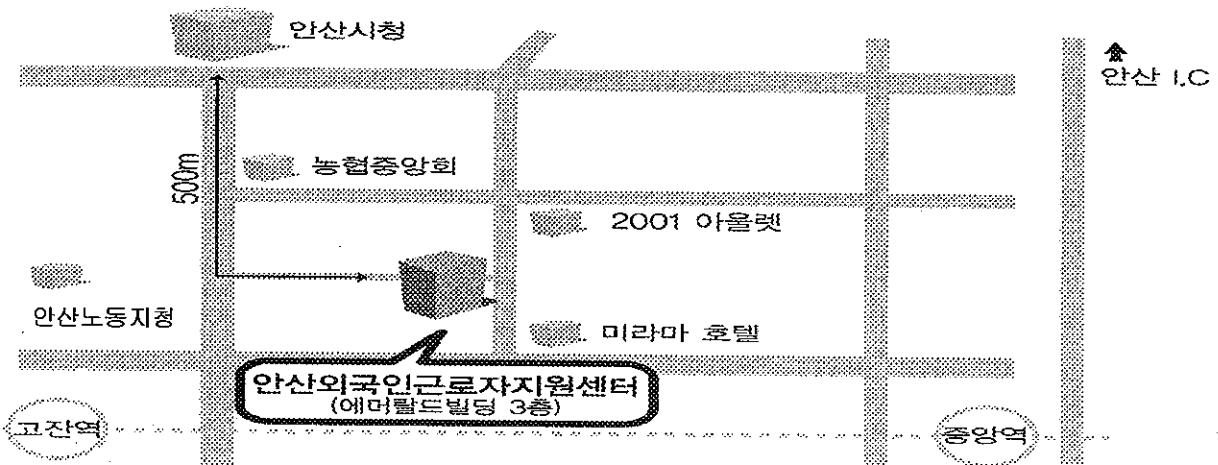 안산시청
안산 I.C
500m
농협중앙회
2001 아울렛
안산노동지청
미라마 호텔
안산외국인근로자지원센터
(에머랄드빌딩 3층)
고잔역
중앙역